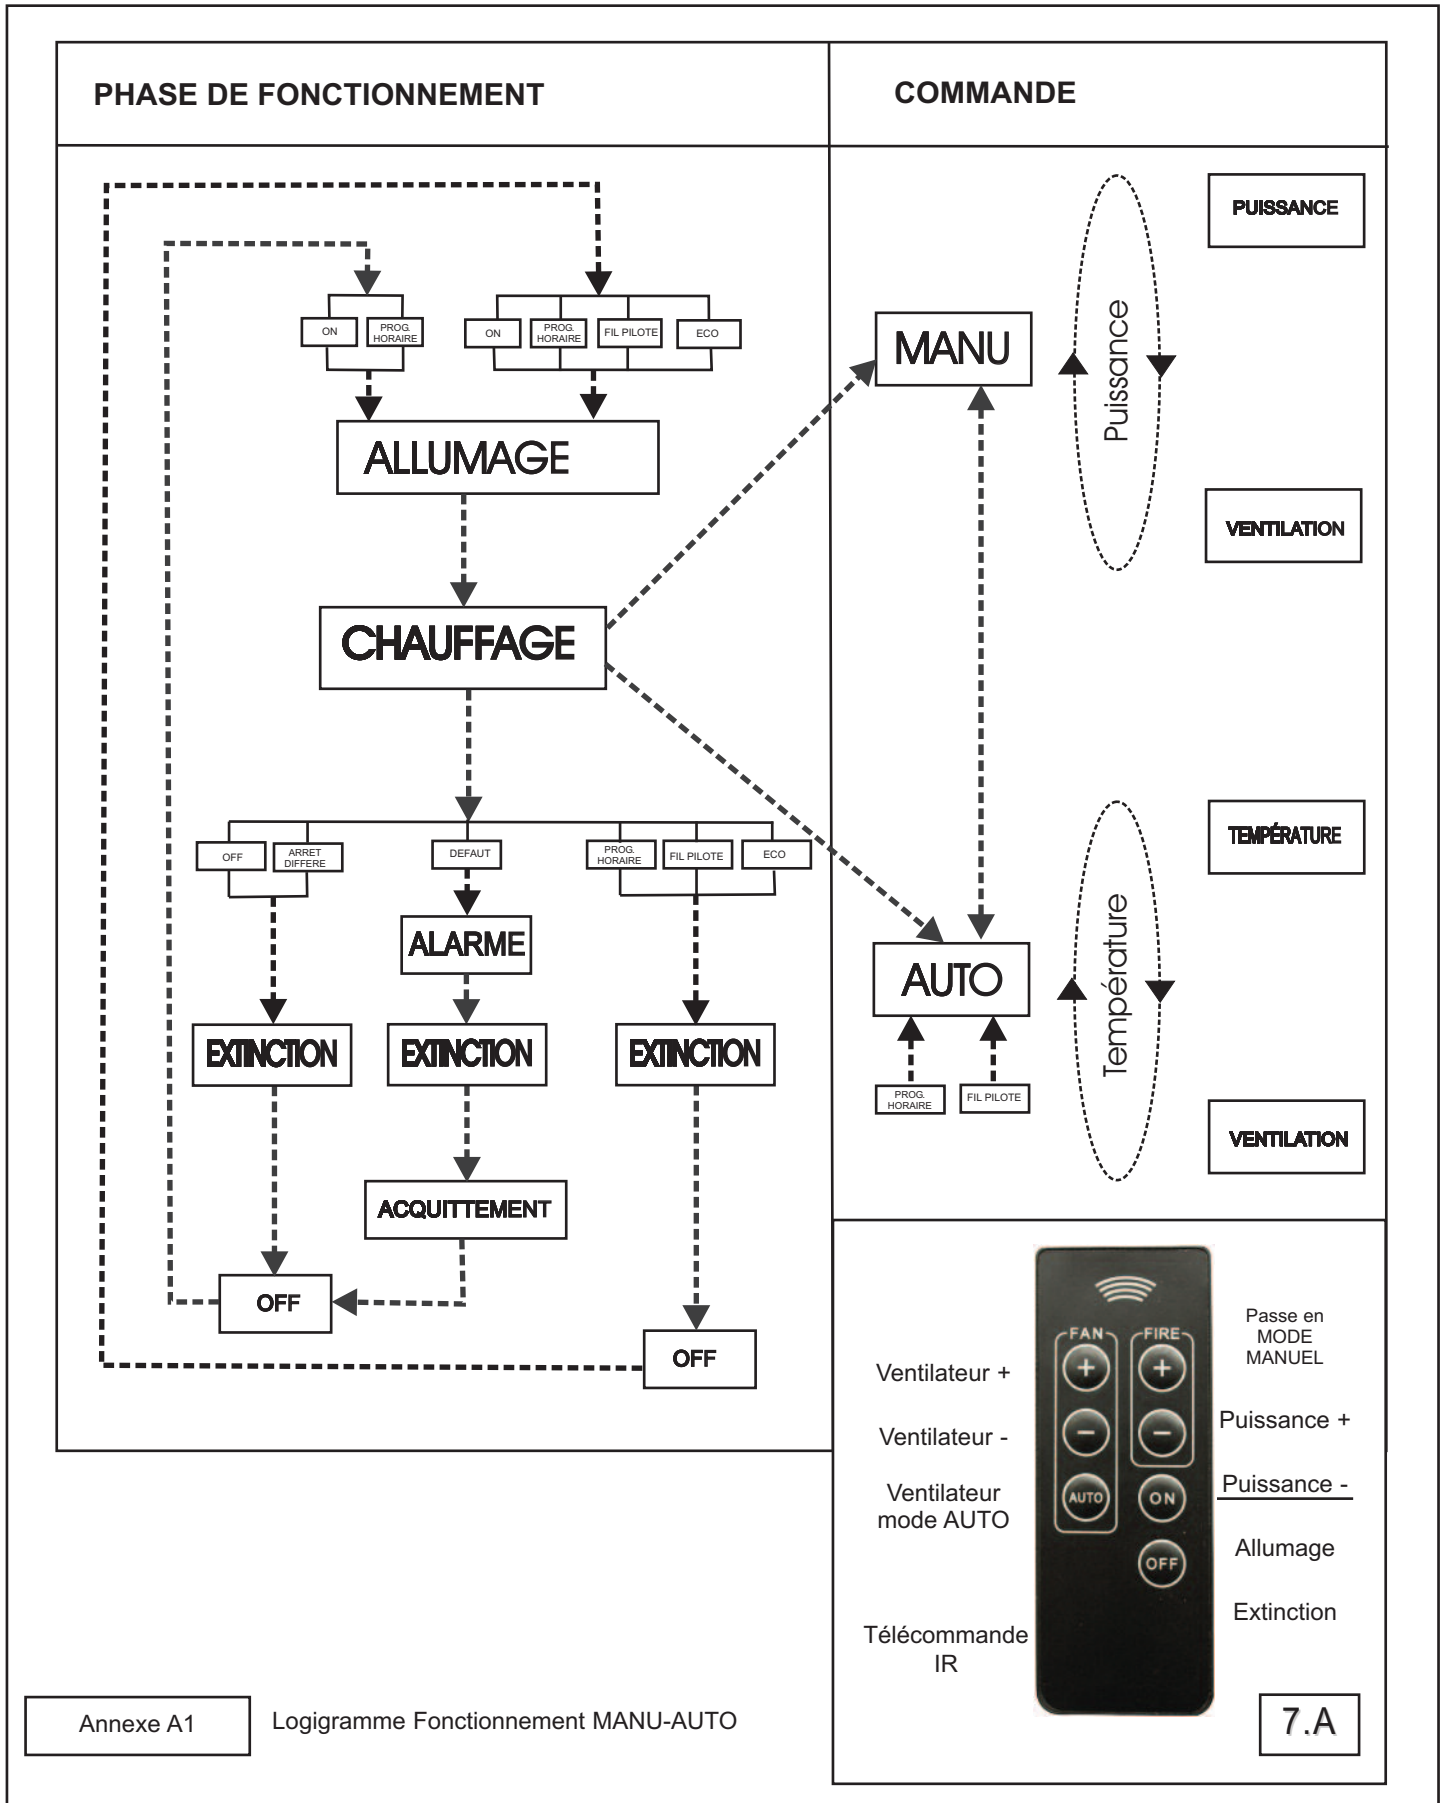 PHASE DE FONCTIONNEMENT
COMMANDE
ON
PROG.
HORAIRE
ON
PROG.
HORAIRE
FIL PILOTE
ECO
ALLUMAGE
CHAUFFAGE
OFF
ARRET
DIFFERE
DEFAUT
PROG.
HORAIRE
FIL PILOTE
ECO
ALARME
EXTINCTION
EXTINCTION
EXTINCTION
ACQUITTEMENT
OFF
OFF
MANU
Puissance
PUISSANCE
VENTILATION
AUTO
PROG.
HORAIRE
FIL PILOTE
Température
TEMPÉRATURE
VENTILATION
FAN
FIRE
+
+
-
-
AUTO
ON
OFF
Ventilateur +
Ventilateur -
Ventilateur
mode AUTO
Télécommande
IR
Passe en
MODE
MANUEL
Puissance +
Puissance -
Allumage
Extinction
Annexe A1
Logigramme Fonctionnement MANU-AUTO
7.A